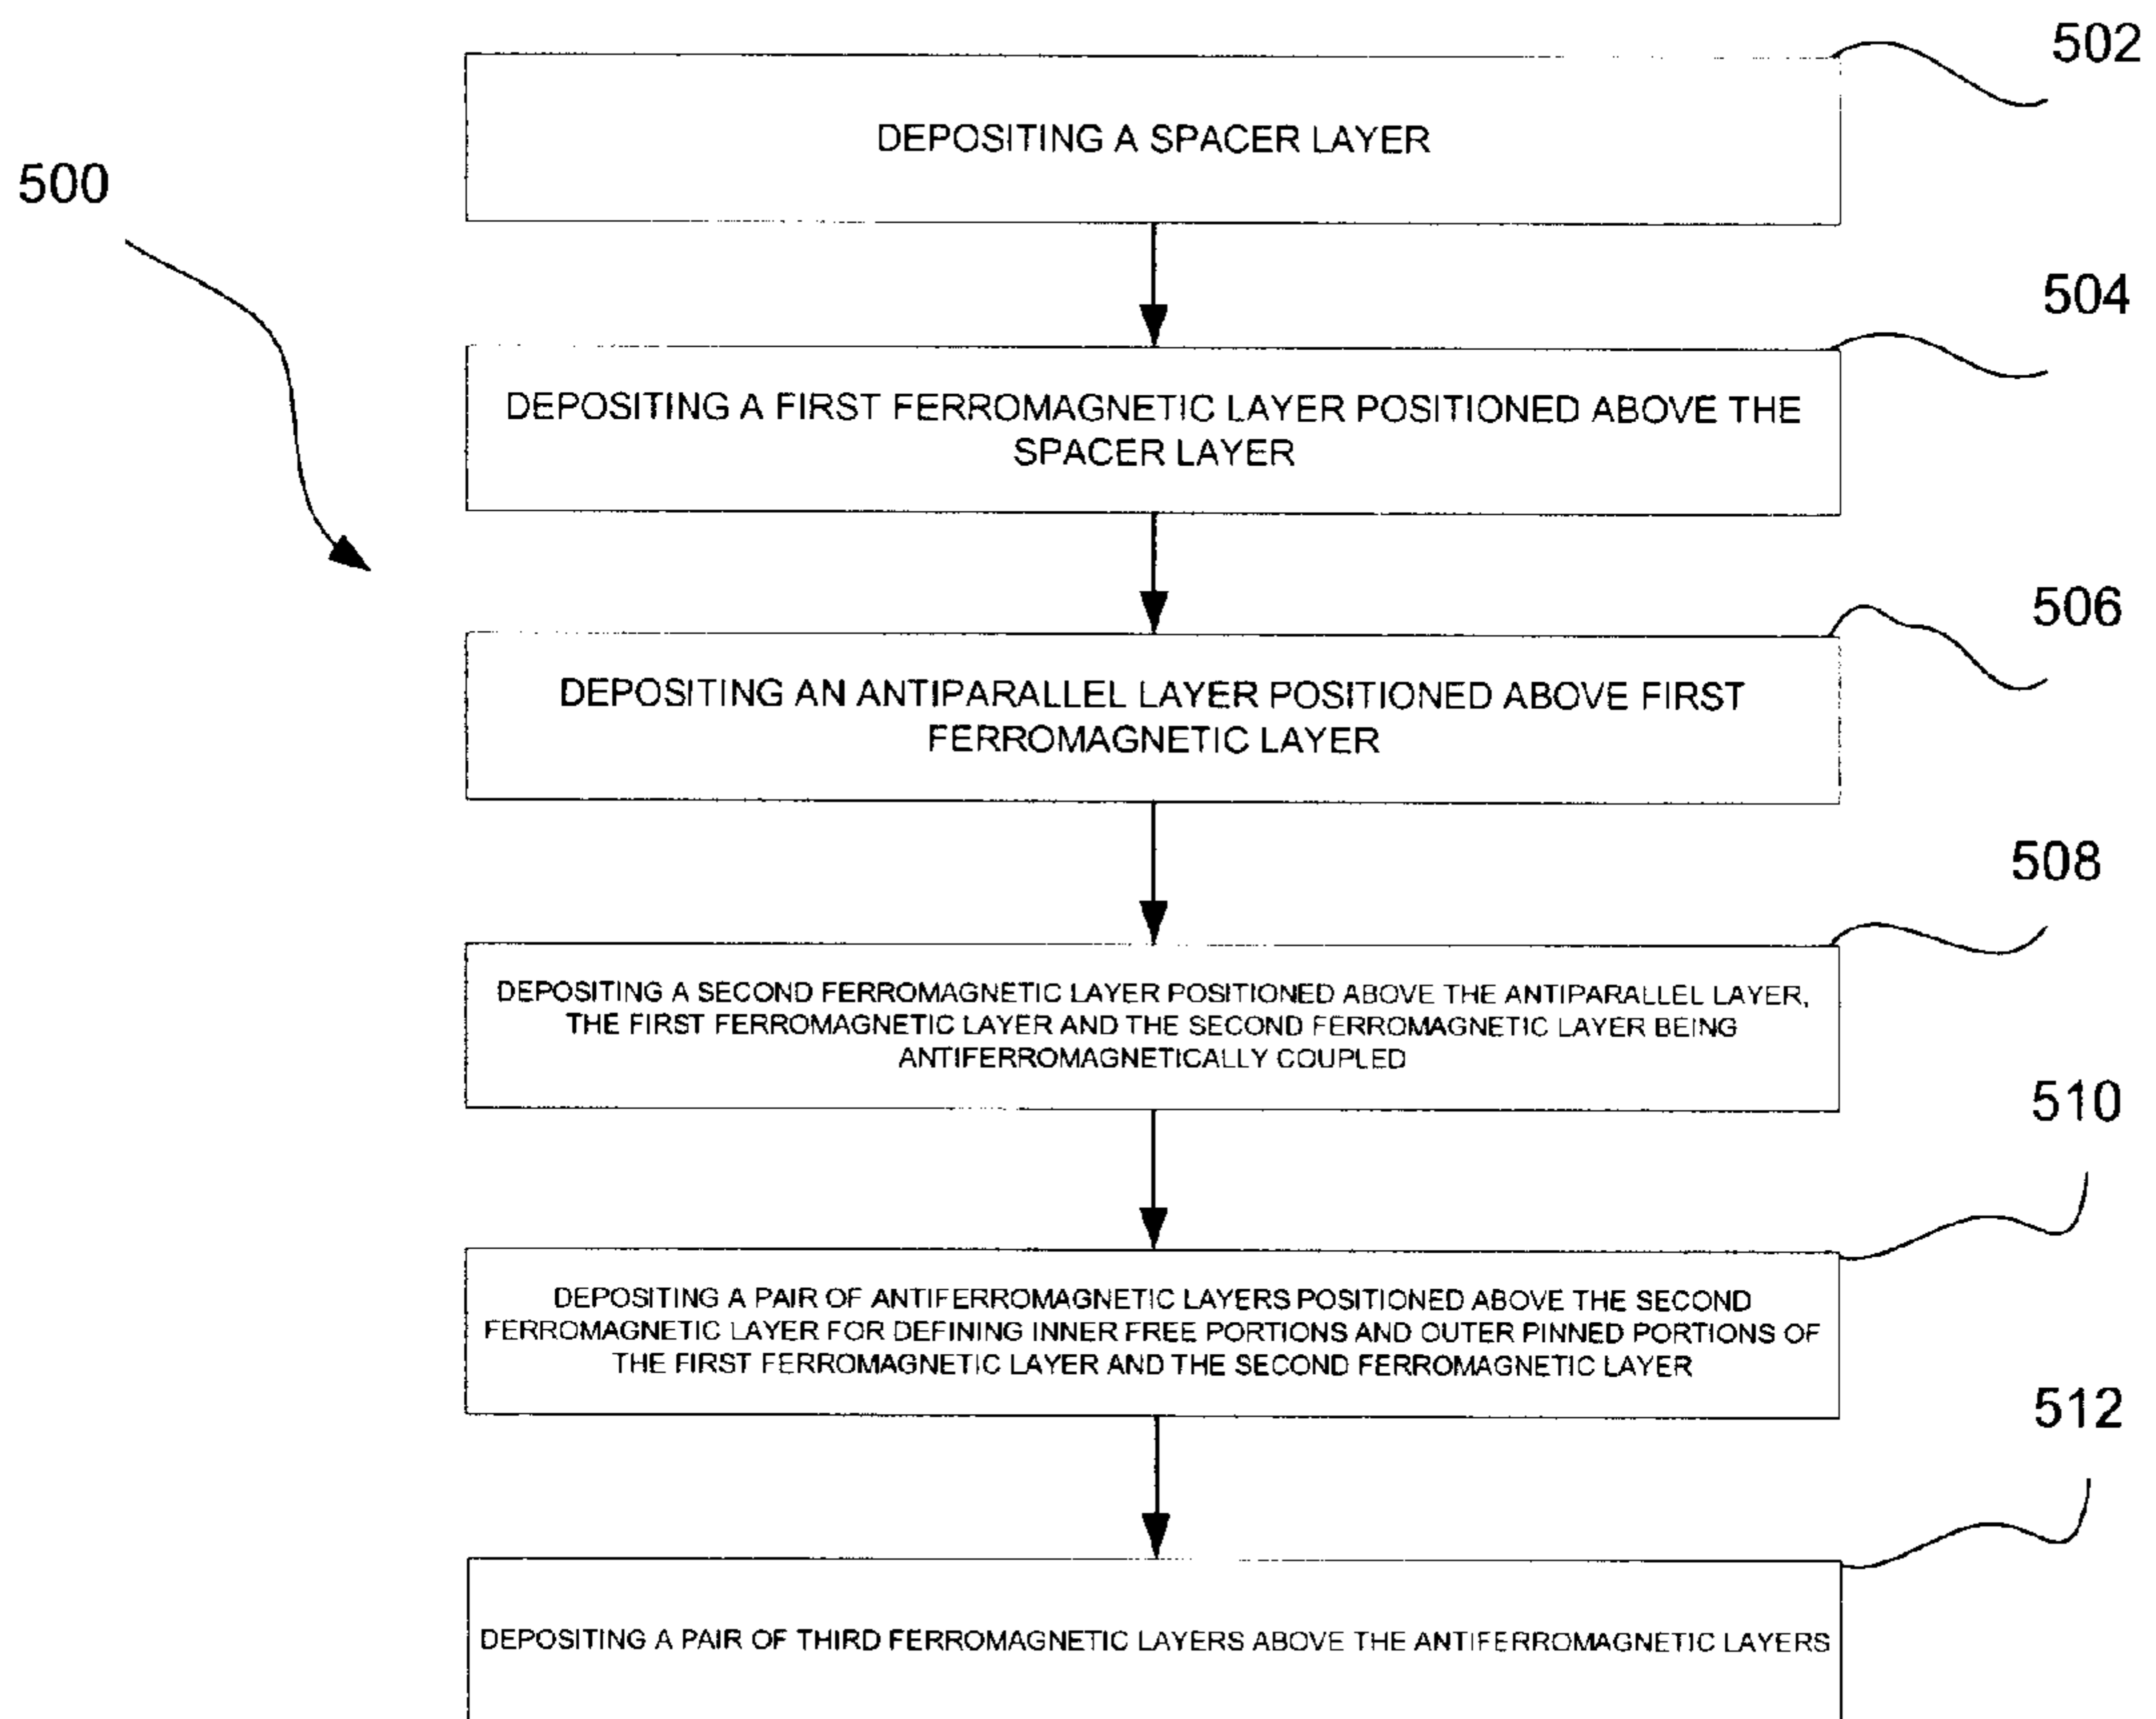 502
DEPOSITING A SPACER LAYER
500
504
DEPOSITING A FIRST FERROMAGNETIC LAYER POSITIONED ABOVE THE
SPACER LAYER
506
DEPOSITING AN ANTIPARALLEL LAYER POSITIONED ABOVE FIRST
FERROMAGNETIC LAYER
508
DEPOSITING A SECOND FERROMAGNETIC LAYER POSITIONED ABOVE THE ANTIPARALLEL LAYER,
THE FIRST FERROMAGNETIC LAYER AND THE SECOND FERROMAGNETIC LAYER BEING
ANTIFERROMAGNETICALLY COUPLED
510
DEPOSITING A PAIR OF ANTIFERROMAGNETIC LAYERS POSITIONED ABOVE THE SECOND
FERROMAGNETIC LAYER FOR DEFINING INNER FREE PORTIONS AND OUTER PINNED PORTIONS OF
THE FIRST FERROMAGNETIC LAYER AND THE SECOND FERROMAGNETIC LAYER
512
DEPOSITING A PAIR OF THIRD FERROMAGNETIC LAYERS ABOVE THE ANTIFERROMAGNETIC LAYERS